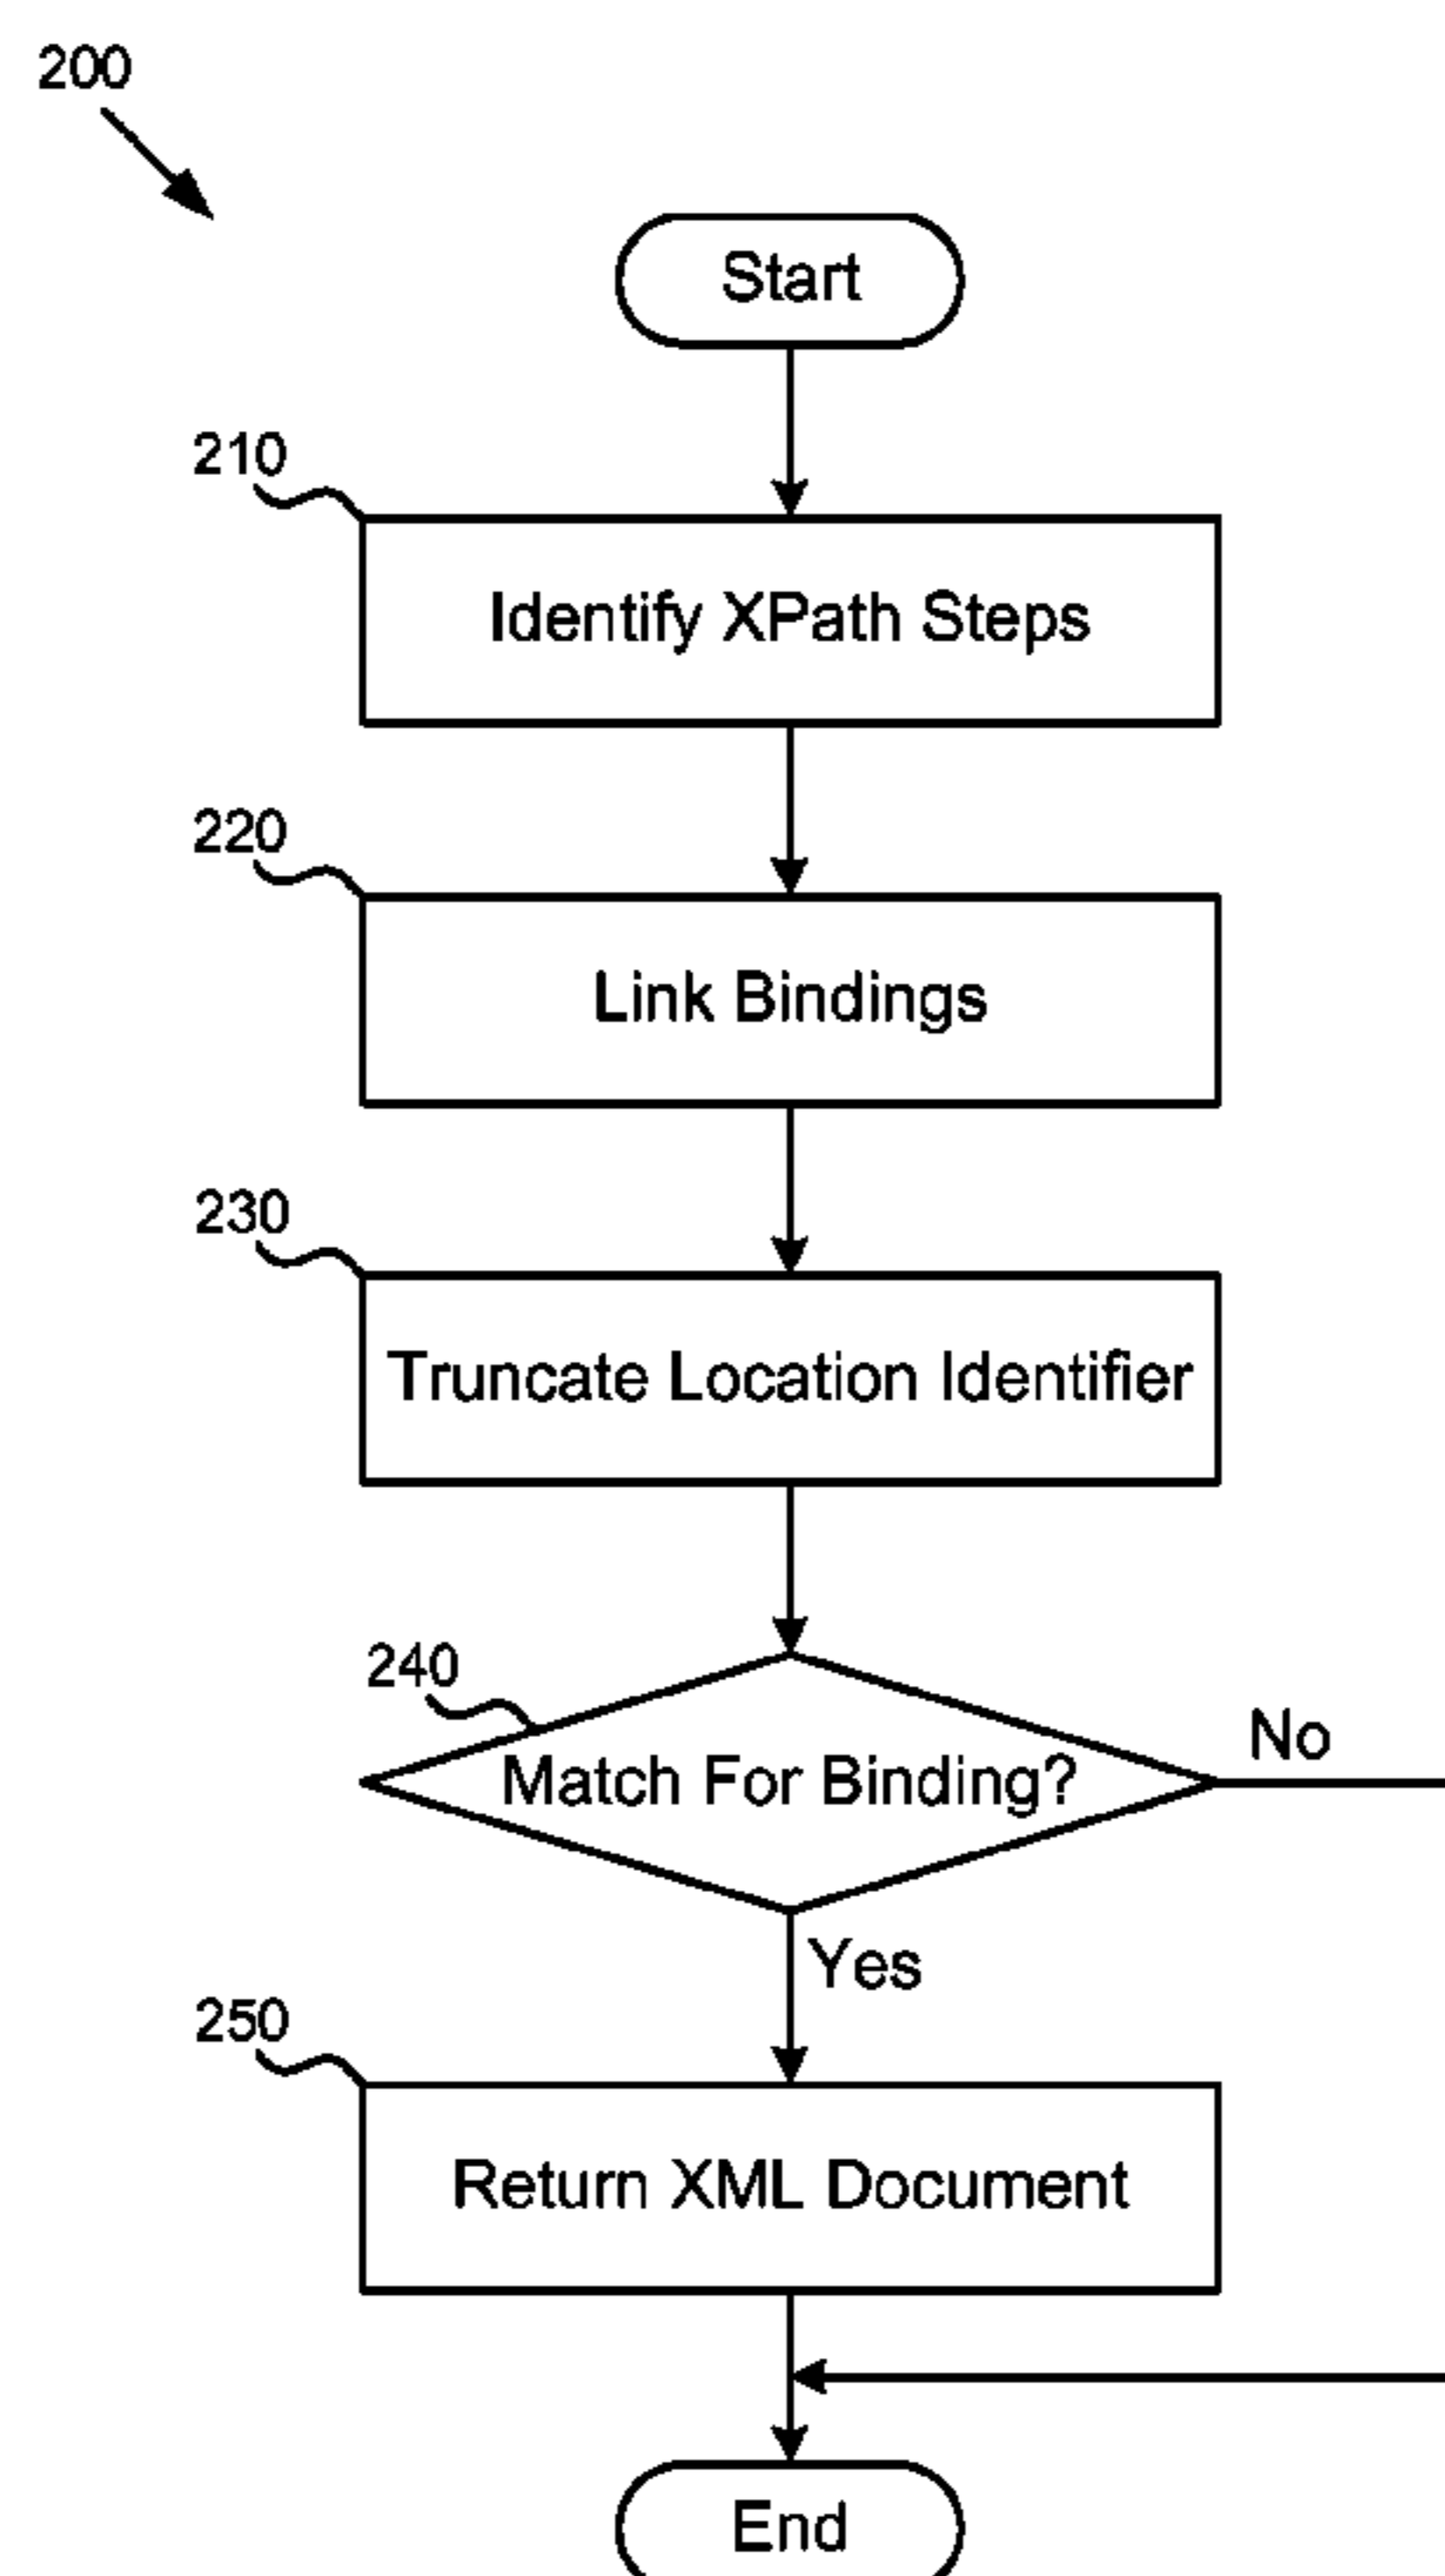 200
Start
210
Identify XPath Steps
220
Link Bindings
230
Truncate Location Identifier
240
Match For Binding?
No
Yes
250
Return XML Document
End